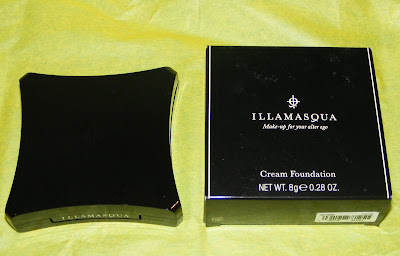 ILLAMASQUA
ILLAMASQUA
Make-up for your alter ego
Cream Foundation
NET WT. 8g℮ 0.28 OZ.